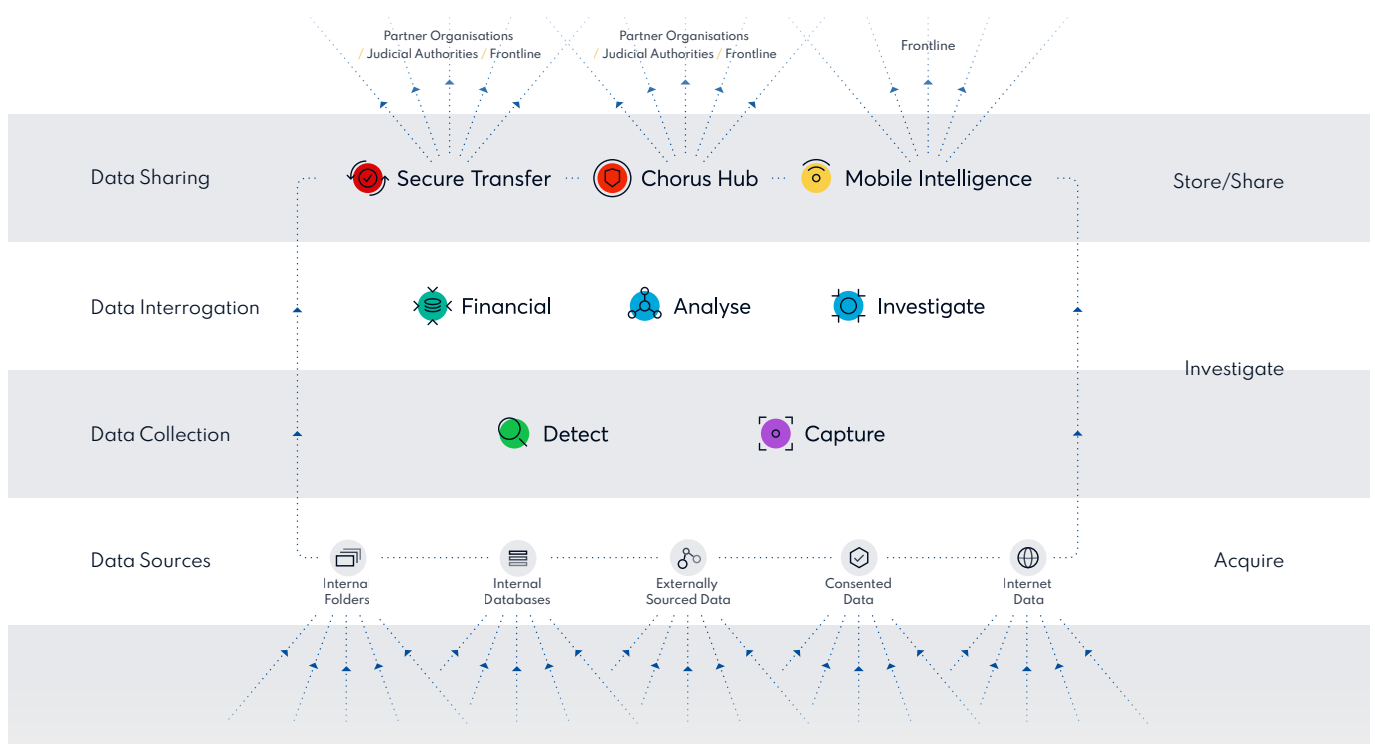 Partner Organisations
/ Judicial Authorities / Frontline
Partner Organisations
/ Judicial Authorities / Frontline
Frontline
Data Sharing
Secure Transfer
Chorus Hub
Mobile Intelligence
Store/Share
Data Interrogation
Financial
Analyse
Investigate
Investigate
Data Collection
Detect
Capture
Data Sources
Acquire
Interna
Folders
Internal
Databases
Externally
Sourced Data
Consented
Data
Internet
Data